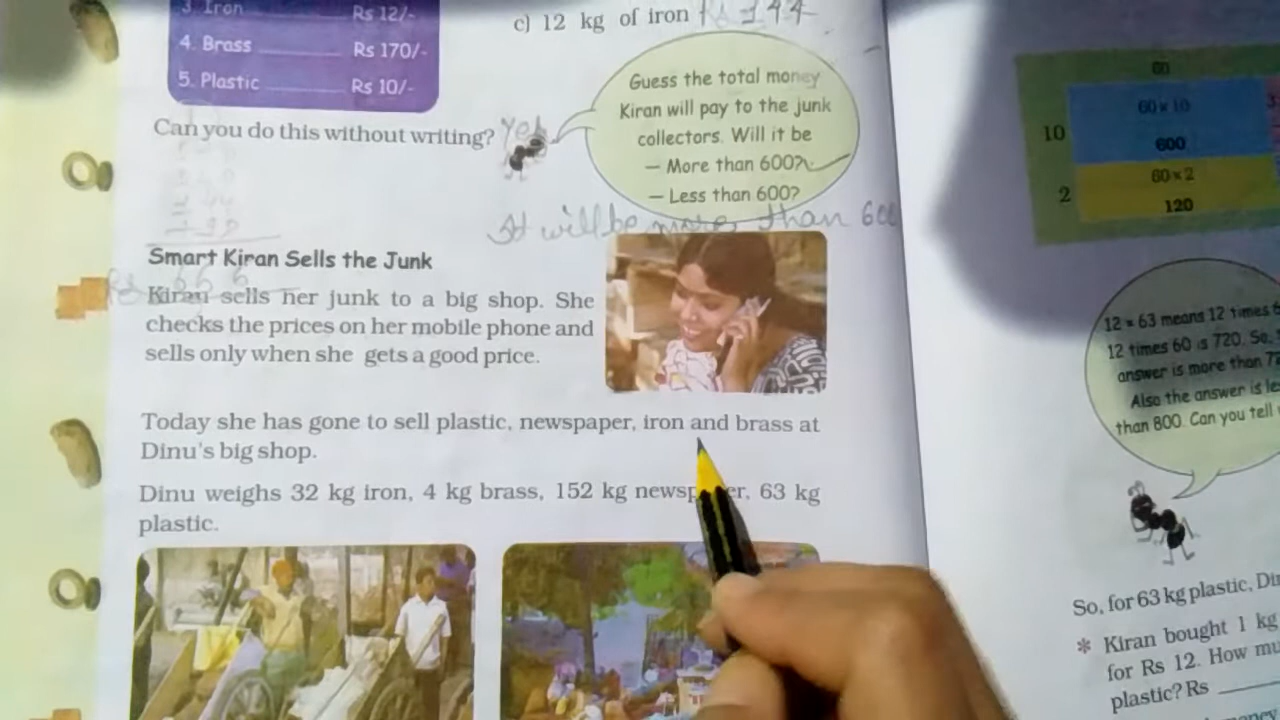 3. Iron ______ Rs 12/-
4. Brass ______ Rs 170/-
5. Plastic ______ Rs 10/-
c) 12 kg of iron Rs 144
Can you do this without writing? Yes
Guess the total money
Kiran will pay to the junk
collectors. Will it be
— More than 600?
— Less than 600?
It will be more than 600
Smart Kiran Sells the Junk
Kiran sells her junk to a big shop. She
checks the prices on her mobile phone and
sells only when she gets a good price.
Today she has gone to sell plastic, newspaper, iron and brass at
Dinu's big shop.
Dinu weighs 32 kg iron, 4 kg brass, 152 kg newspaper, 63 kg
plastic.
60
10
60 x 10
600
2
60 x 2
120
12 x 63 means 12 times
12 times 60 is 720. So,
answer is more than
Also the answer is
than 800. Can you tell
So, for 63 kg plastic,
* Kiran bought 1 kg
for Rs 12. How
plastic? Rs ______